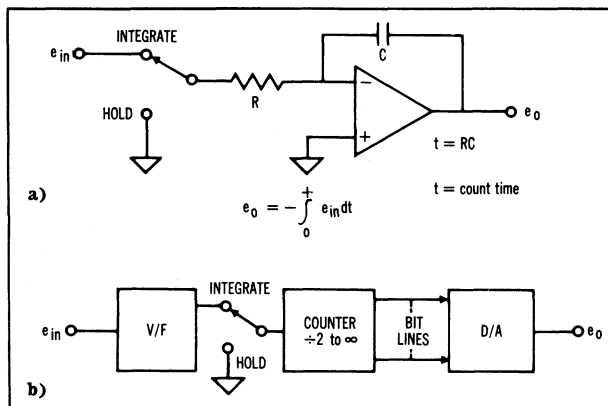 INTEGRATE
e in
C
R
−
+
e o
HOLD
t = RC
t = count time
a)
e o = − ∫ + o e in dt
INTEGRATE
e in
V/F
COUNTER
÷2 to ∞
BIT
LINES
D/A
e o
HOLD
b)